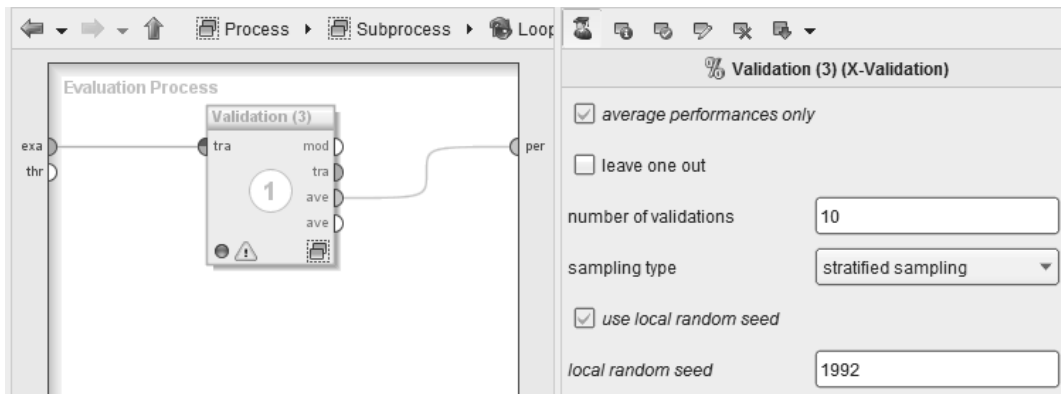 Process ▸ Subprocess ▸ Loop
Evaluation Process
Validation (3)
exa
thr
tra
mod
tra
ave
ave
1
per
Validation (3) (X-Validation)
average performances only
leave one out
number of validations 10
sampling type stratified sampling
use local random seed
local random seed 1992